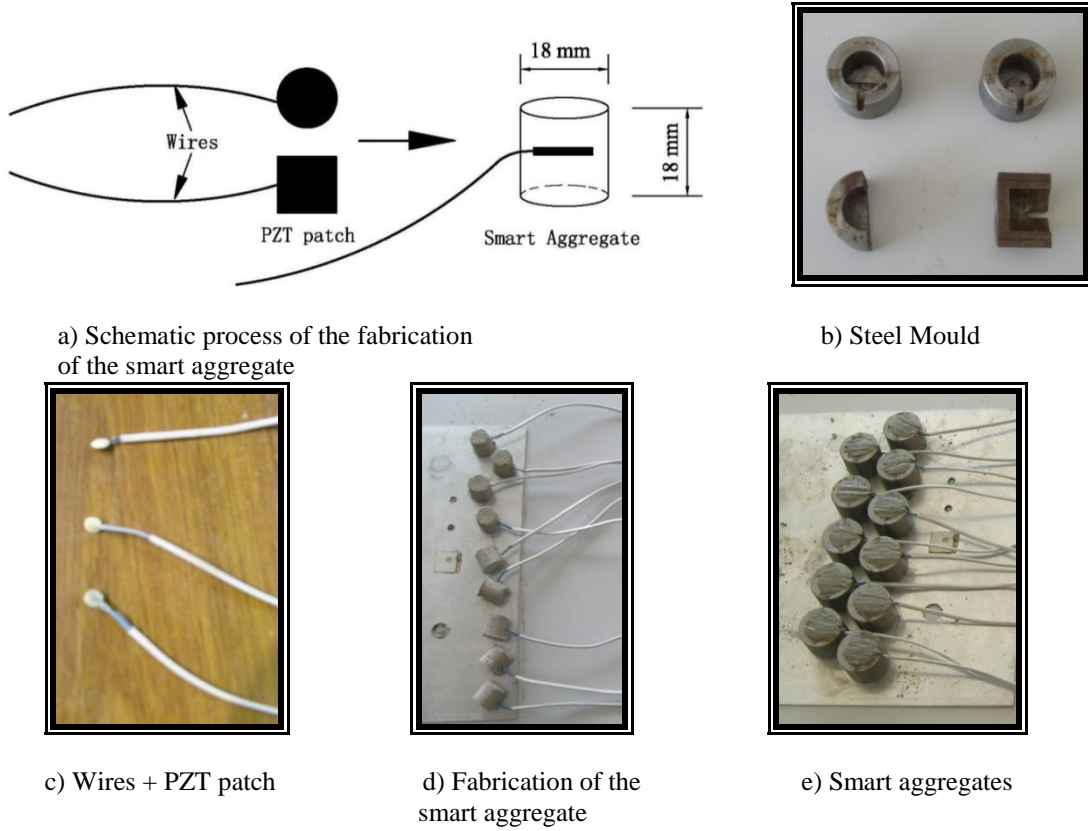 18 mm
Wires
18 mm
PZT patch
Smart Aggregate
a) Schematic process of the fabrication
of the smart aggregate
b) Steel Mould
c) Wires + PZT patch
d) Fabrication of the
smart aggregate
e) Smart aggregates